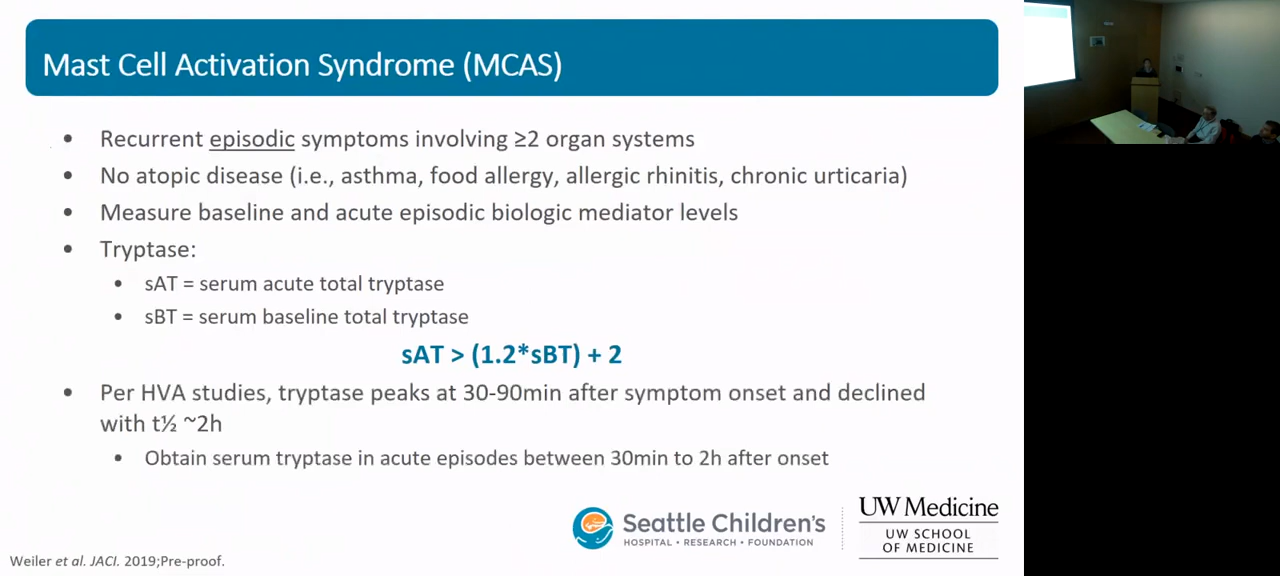 Mast Cell Activation Syndrome (MCAS)
• Recurrent episodic symptoms involving ≥2 organ systems
• No atopic disease (i.e., asthma, food allergy, allergic rhinitis, chronic urticaria)
• Measure baseline and acute episodic biologic mediator levels
• Tryptase:
• sAT = serum acute total tryptase
• sBT = serum baseline total tryptase
sAT > (1.2*sBT) + 2
• Per HVA studies, tryptase peaks at 30-90min after symptom onset and declined
with t½ ~2h
• Obtain serum tryptase in acute episodes between 30min to 2h after onset
Seattle Children's
HOSPITAL • RESEARCH • FOUNDATION
UW Medicine
UW SCHOOL
OF MEDICINE
Weiler et al. JACI. 2019;Pre-proof.